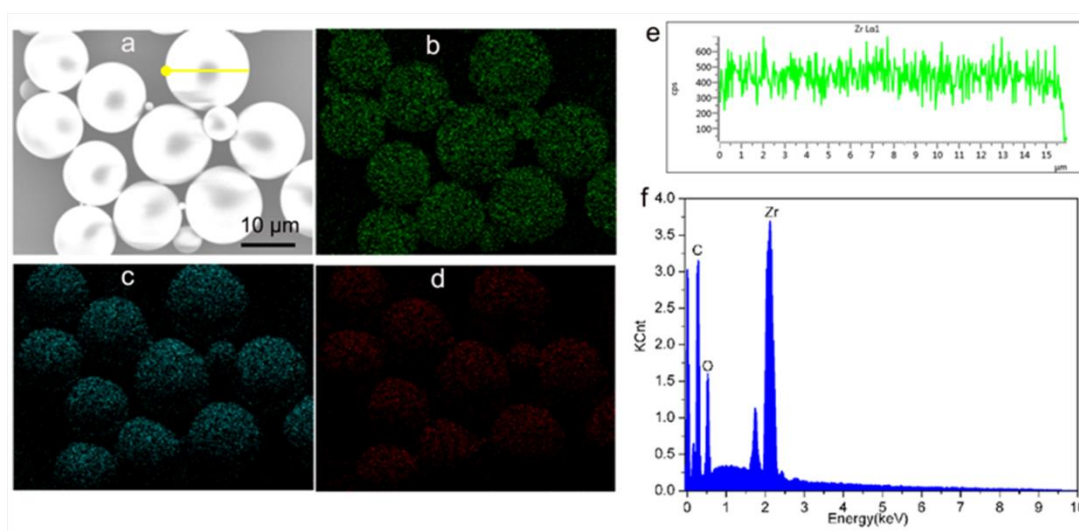 a
10 μm
b
c
d
e
Zr Lα1
cps
600
500
400
300
200
100
0 1 2 3 4 5 6 7 8 9 10 11 12 13 14 15
μm
f
4.0
3.5
3.0
2.5
2.0
1.5
1.0
0.5
0.0
KCnt
C
O
Zr
0 1 2 3 4 5 6 7 8 9 10
Energy(keV)